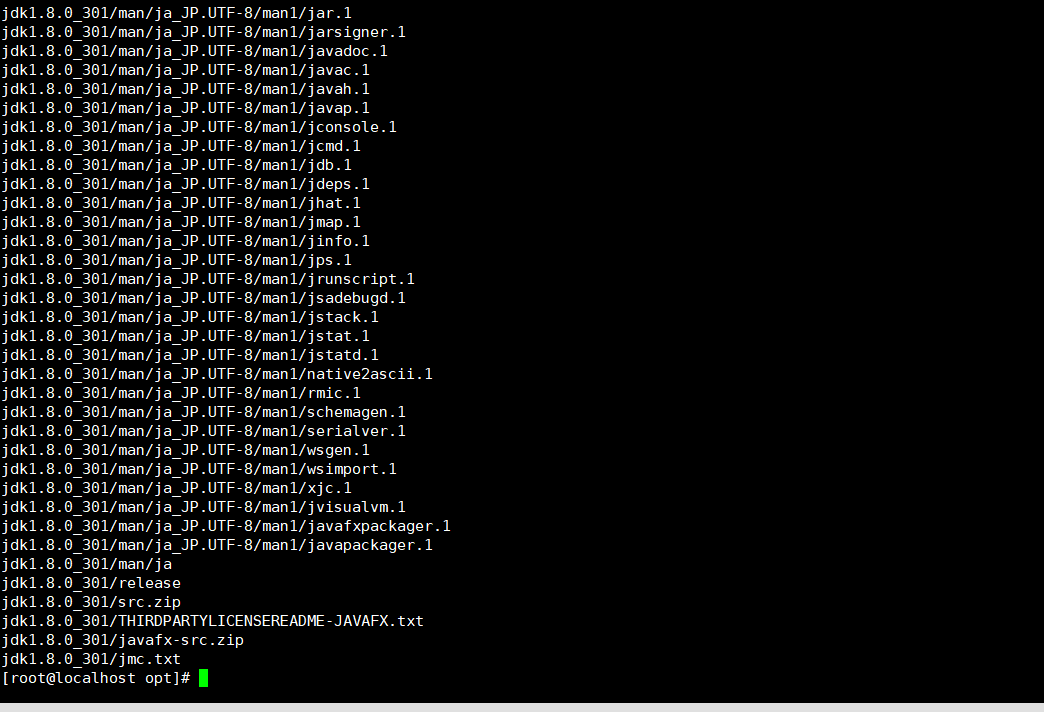 jdk1.8.0_301/man/ja_JP.UTF-8/man1/jar.1
jdk1.8.0_301/man/ja_JP.UTF-8/man1/jarsigner.1
jdk1.8.0_301/man/ja_JP.UTF-8/man1/javadoc.1
jdk1.8.0_301/man/ja_JP.UTF-8/man1/javac.1
jdk1.8.0_301/man/ja_JP.UTF-8/man1/javah.1
jdk1.8.0_301/man/ja_JP.UTF-8/man1/javap.1
jdk1.8.0_301/man/ja_JP.UTF-8/man1/jconsole.1
jdk1.8.0_301/man/ja_JP.UTF-8/man1/jcmd.1
jdk1.8.0_301/man/ja_JP.UTF-8/man1/jdb.1
jdk1.8.0_301/man/ja_JP.UTF-8/man1/jdeps.1
jdk1.8.0_301/man/ja_JP.UTF-8/man1/jhat.1
jdk1.8.0_301/man/ja_JP.UTF-8/man1/jmap.1
jdk1.8.0_301/man/ja_JP.UTF-8/man1/jinfo.1
jdk1.8.0_301/man/ja_JP.UTF-8/man1/jps.1
jdk1.8.0_301/man/ja_JP.UTF-8/man1/jrunscript.1
jdk1.8.0_301/man/ja_JP.UTF-8/man1/jsadebugd.1
jdk1.8.0_301/man/ja_JP.UTF-8/man1/jstack.1
jdk1.8.0_301/man/ja_JP.UTF-8/man1/jstat.1
jdk1.8.0_301/man/ja_JP.UTF-8/man1/jstatd.1
jdk1.8.0_301/man/ja_JP.UTF-8/man1/native2ascii.1
jdk1.8.0_301/man/ja_JP.UTF-8/man1/rmic.1
jdk1.8.0_301/man/ja_JP.UTF-8/man1/schemagen.1
jdk1.8.0_301/man/ja_JP.UTF-8/man1/serialver.1
jdk1.8.0_301/man/ja_JP.UTF-8/man1/wsgen.1
jdk1.8.0_301/man/ja_JP.UTF-8/man1/wsimport.1
jdk1.8.0_301/man/ja_JP.UTF-8/man1/xjc.1
jdk1.8.0_301/man/ja_JP.UTF-8/man1/jvisualvm.1
jdk1.8.0_301/man/ja_JP.UTF-8/man1/javafxpackager.1
jdk1.8.0_301/man/ja_JP.UTF-8/man1/javapackager.1
jdk1.8.0_301/man/ja
jdk1.8.0_301/release
jdk1.8.0_301/src.zip
jdk1.8.0_301/THIRDPARTYLICENSEREADME-JAVAFX.txt
jdk1.8.0_301/javafx-src.zip
jdk1.8.0_301/jmc.txt
[root@localhost opt]#